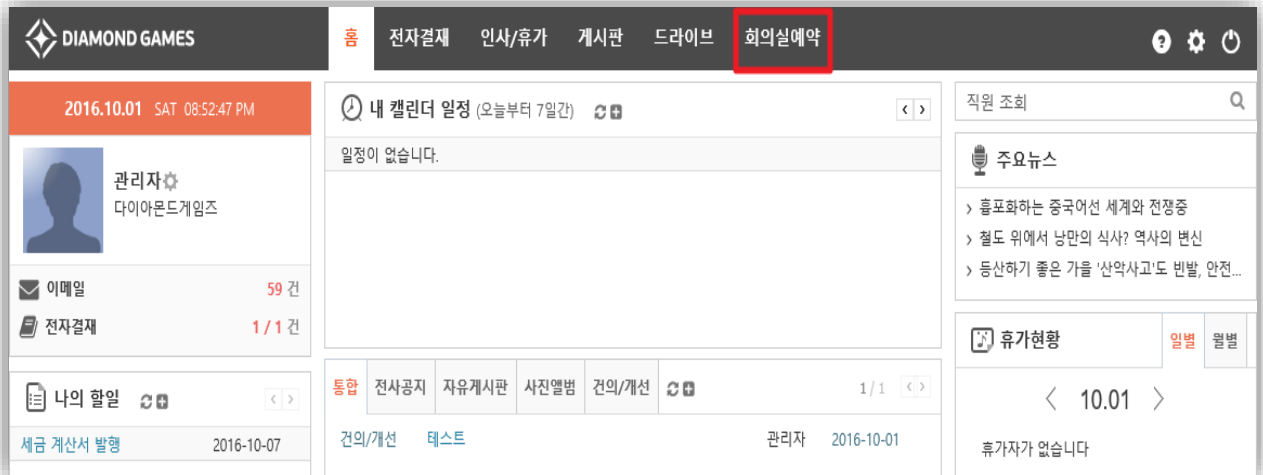 DIAMOND GAMES
홈 전자결재 인사/휴가 게시판 드라이브 회의실예약
2016.10.01 SAT 08:52:47 PM
관리자
다이아몬드게임즈
이메일 59 건
전자결재 1 / 1 건
나의 할일
세금 계산서 발행 2016-10-07
내 캘린더 일정 (오늘부터 7일간)
일정이 없습니다.
통합 전사공지 자유게시판 사진앨범 건의/개선 1 / 1
건의/개선 테스트 관리자 2016-10-01
직원 조회
주요뉴스
흉포화하는 중국어선 세계와 전쟁중
철도 위에서 낭만의 식사? 역사의 변신
등산하기 좋은 가을 '산악사고'도 빈발, 안전...
휴가현황 일별 월별
10.01
휴가자가 없습니다